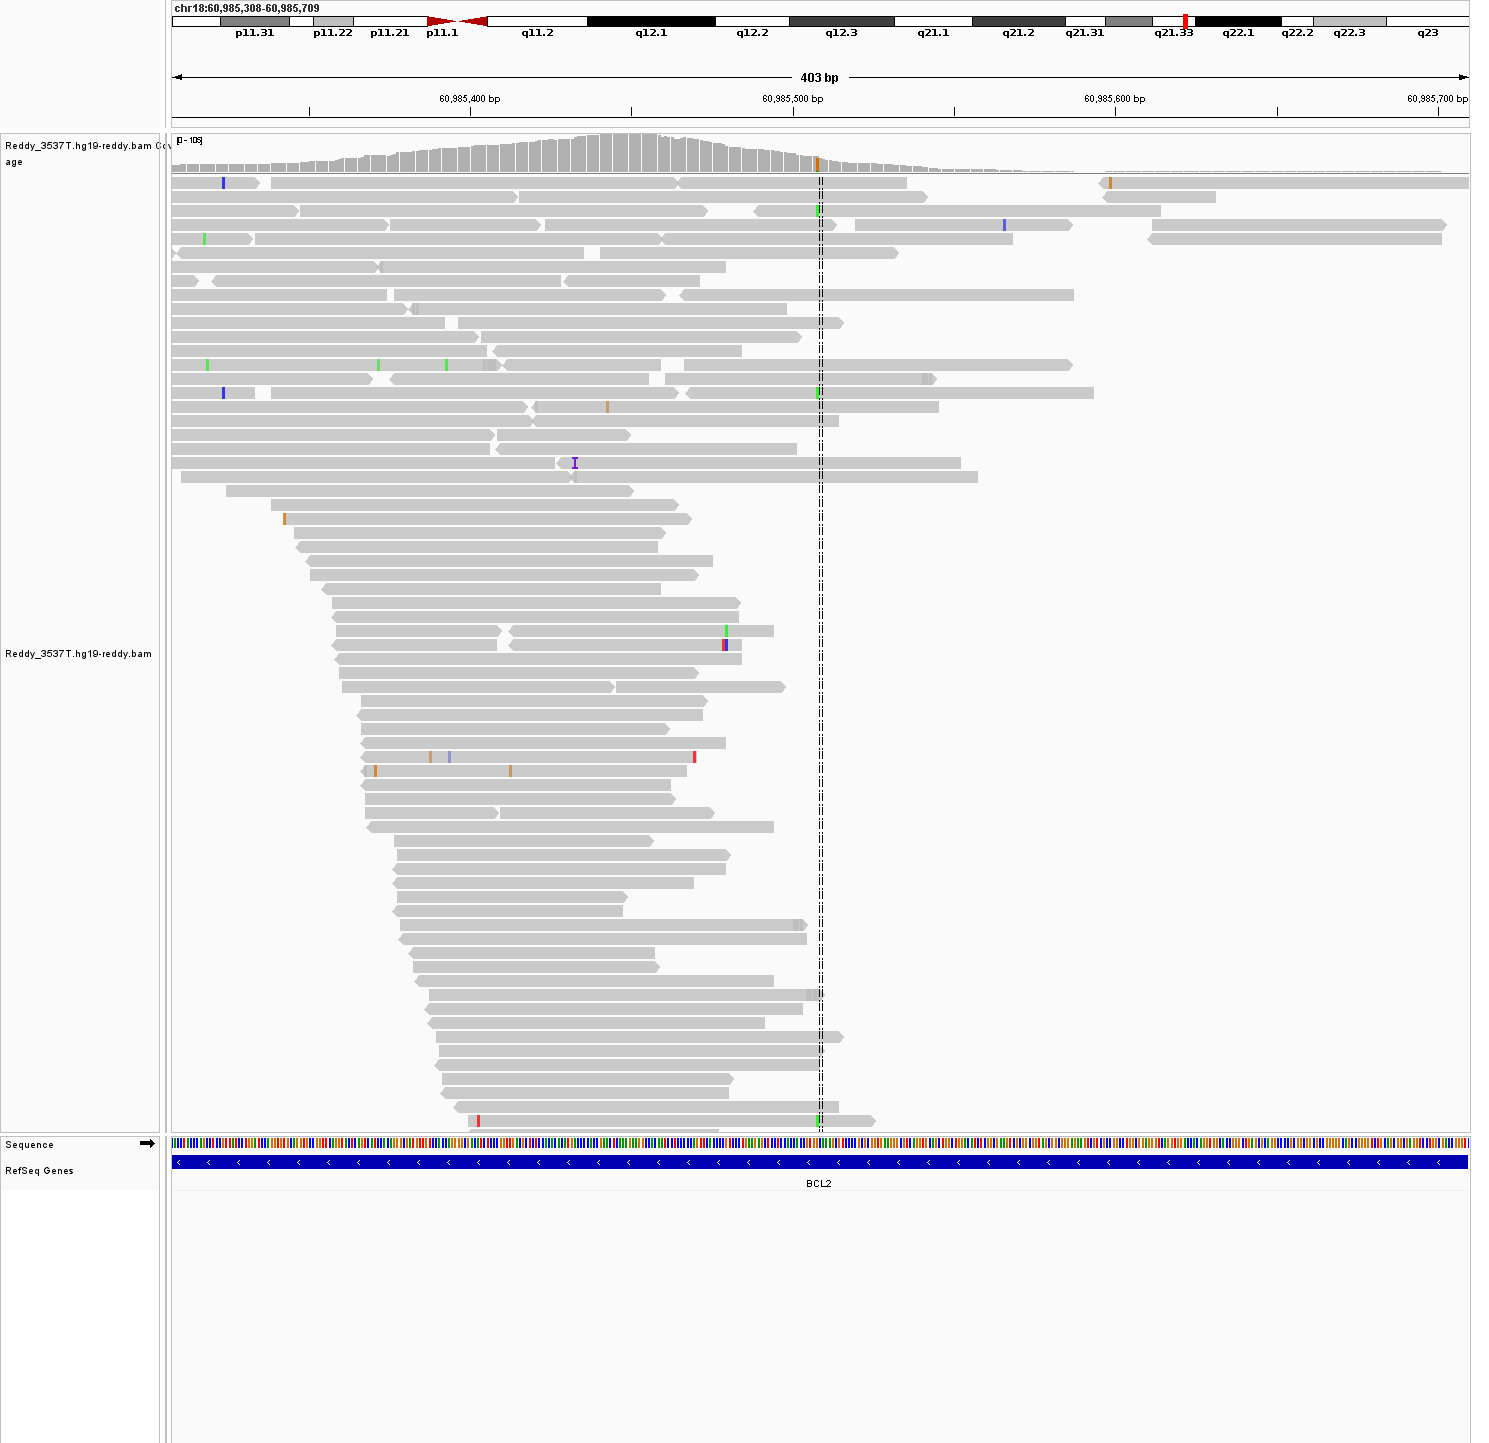 chr18:60,985,308-60,985,709
p11.31 p11.22 p11.21 p11.1 q11.2 q12.1 q12.2 q12.3 q21.1 q21.2 q21.31 q21.33 q22.1 q22.2 q22.3 q23
403 bp
60,985,400 bp 60,985,500 bp 60,985,600 bp 60,985,700 bp
[0 - 106]
Reddy_3537T.hg19-reddy.bam Cov
age
Reddy_3537T.hg19-reddy.bam
Sequence
RefSeq Genes
BCL2